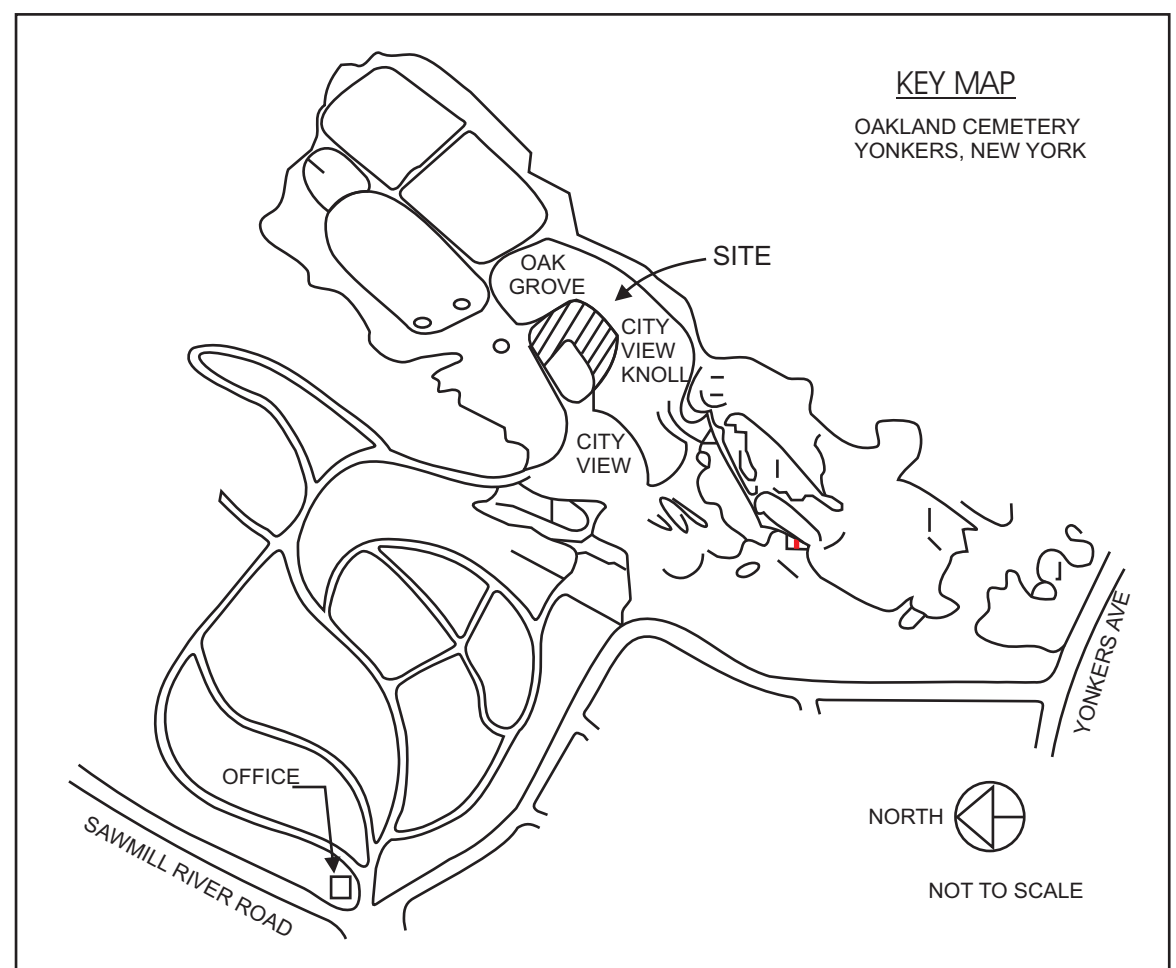 KEY MAP
OAKLAND CEMETERY
YONKERS, NEW YORK
SITE
OAK
GROVE
CITY
VIEW
KNOLL
CITY
VIEW
YONKERS AVE
OFFICE
SAWMILL RIVER ROAD
NORTH
NOT TO SCALE